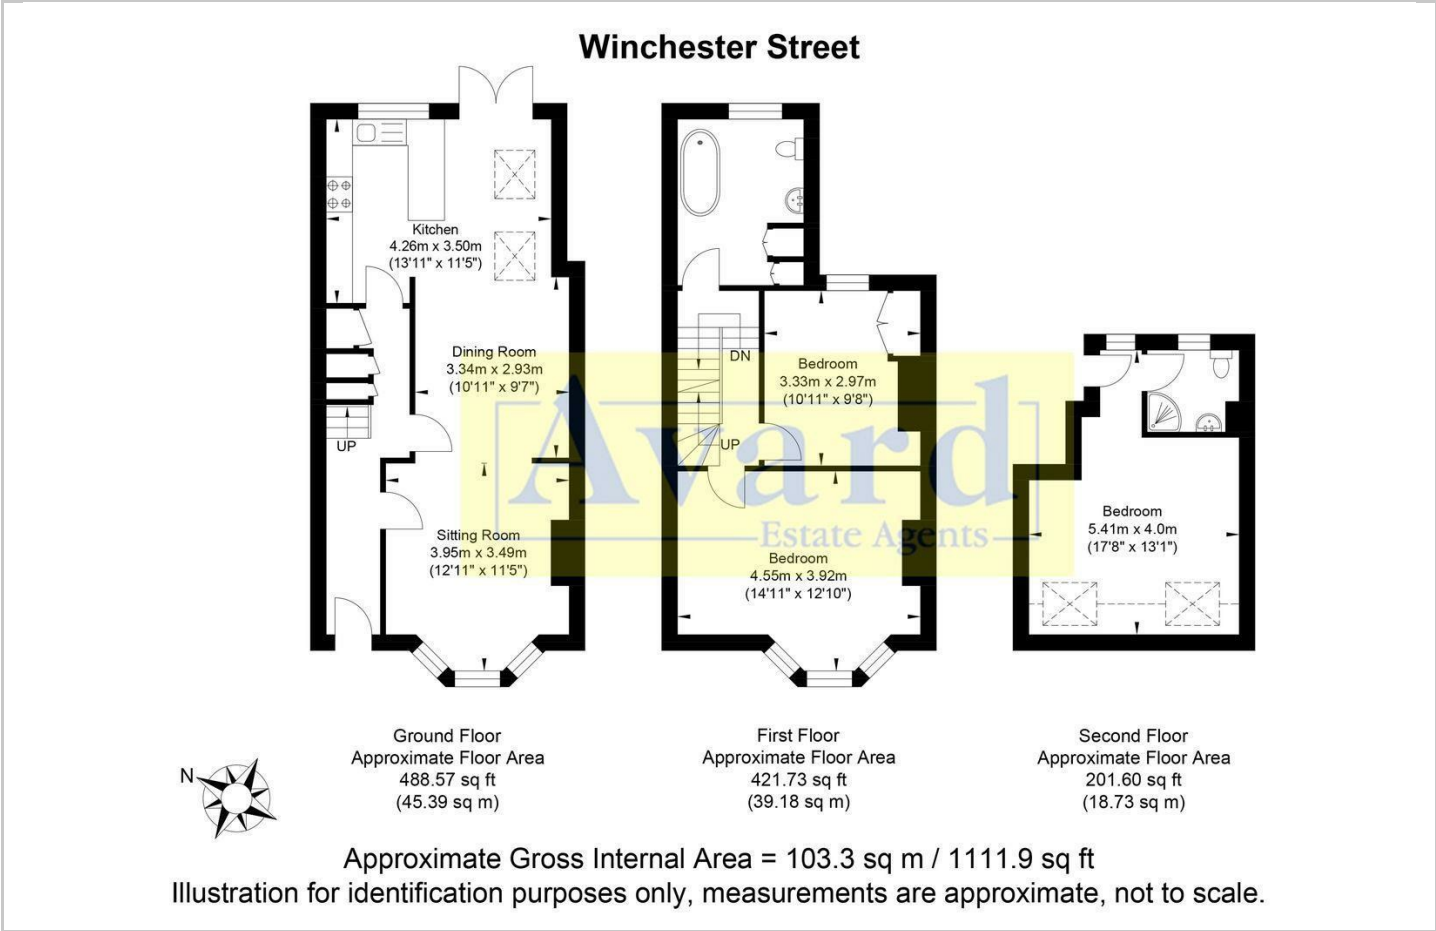 Winchester Street
Kitchen
4.26m x 3.50m
(13'11" x 11'5")
Dining Room
3.34m x 2.93m
(10'11" x 9'7")
UP
Sitting Room
3.95m x 3.49m
(12'11" x 11'5")
DN
UP
Bedroom
3.33m x 2.97m
(10'11" x 9'8")
Bedroom
4.55m x 3.92m
(14'11" x 12'10")
Bedroom
5.41m x 4.0m
(17'8" x 13'1")
Avard
Estate Agents
Ground Floor
Approximate Floor Area
488.57 sq ft
(45.39 sq m)
First Floor
Approximate Floor Area
421.73 sq ft
(39.18 sq m)
Second Floor
Approximate Floor Area
201.60 sq ft
(18.73 sq m)
N
Approximate Gross Internal Area = 103.3 sq m / 1111.9 sq ft
Illustration for identification purposes only, measurements are approximate, not to scale.